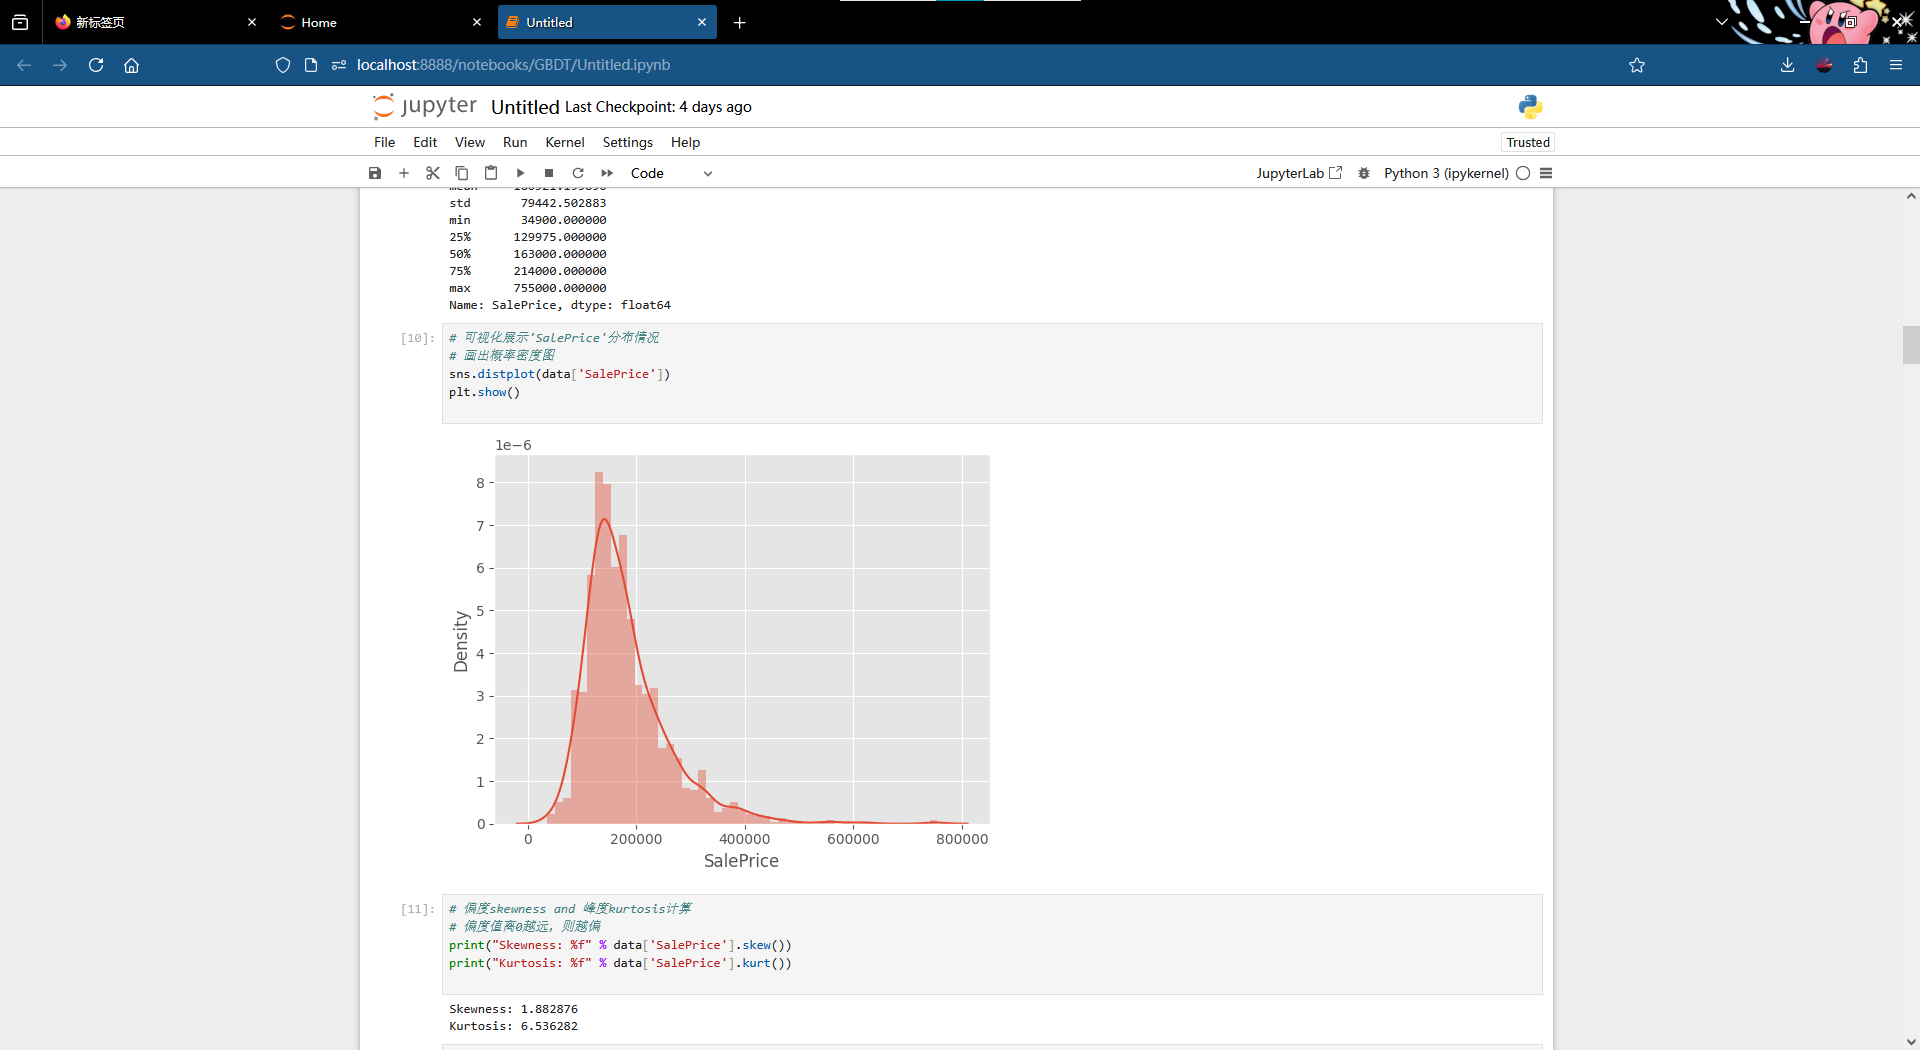 新标签页
Home
Untitled
localhost:8888/notebooks/GBDT/Untitled.ipynb
jupyter
Untitled Last Checkpoint: 4 days ago
File Edit View Run Kernel Settings Help
Trusted
Code
JupyterLab
Python 3 (ipykernel)
std 79442.502883
min 34900.000000
25% 129975.000000
50% 163000.000000
75% 214000.000000
max 755000.000000
Name: SalePrice, dtype: float64
[10]:
# 可视化展示'SalePrice'分布情况
# 画出概率密度图
sns.distplot(data['SalePrice'])
plt.show()
1e−6
8
7
6
5
4
3
2
1
0
Density
0 200000 400000 600000 800000
SalePrice
[11]:
# 偏度skewness and 峰度kurtosis计算
# 偏度值离0越远，则越偏
print("Skewness: %f" % data['SalePrice'].skew())
print("Kurtosis: %f" % data['SalePrice'].kurt())
Skewness: 1.882876
Kurtosis: 6.536282